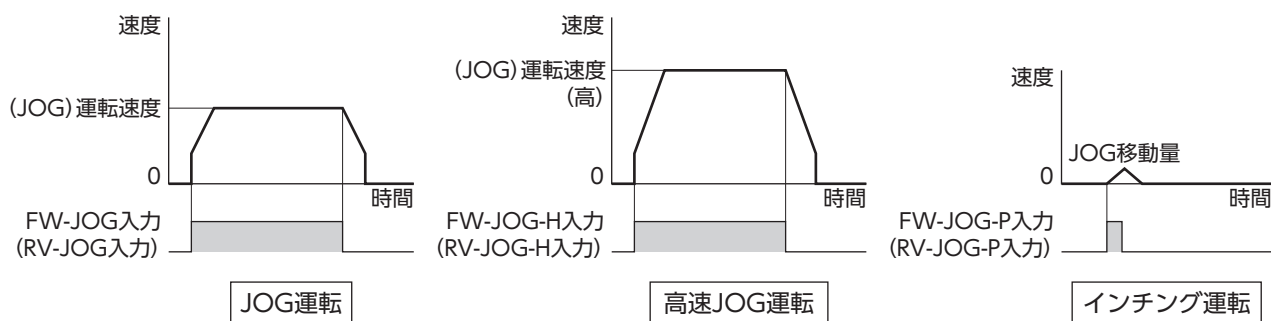 速度
(JOG)運転速度
0
時間
FW-JOG入力
(RV-JOG入力)
JOG運転
速度
(JOG)運転速度
(高)
0
時間
FW-JOG-H入力
(RV-JOG-H入力)
高速JOG運転
速度
JOG移動量
0
時間
FW-JOG-P入力
(RV-JOG-P入力)
インチング運転